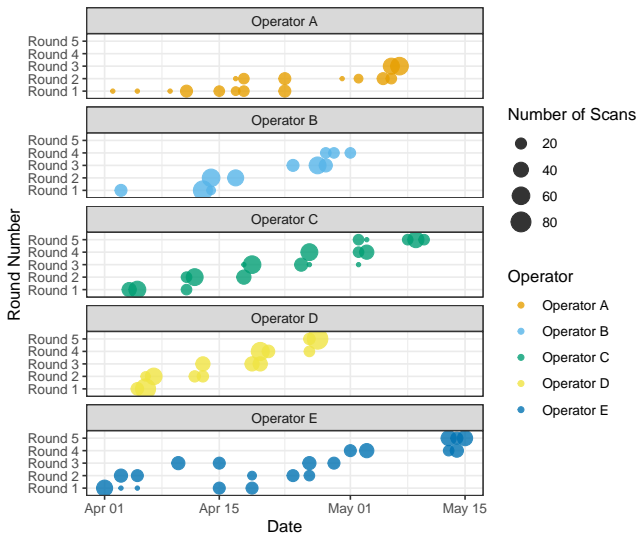 Operator A
Round 5
Round 4
Round 3
Round 2
Round 1
Operator B
Round 5
Round 4
Round 3
Round 2
Round 1
Operator C
Round 5
Round 4
Round 3
Round 2
Round 1
Operator D
Round 5
Round 4
Round 3
Round 2
Round 1
Operator E
Round 5
Round 4
Round 3
Round 2
Round 1
Apr 01 Apr 15 May 01 May 15
Date
Round Number
Number of Scans
20
40
60
80
Operator
Operator A
Operator B
Operator C
Operator D
Operator E